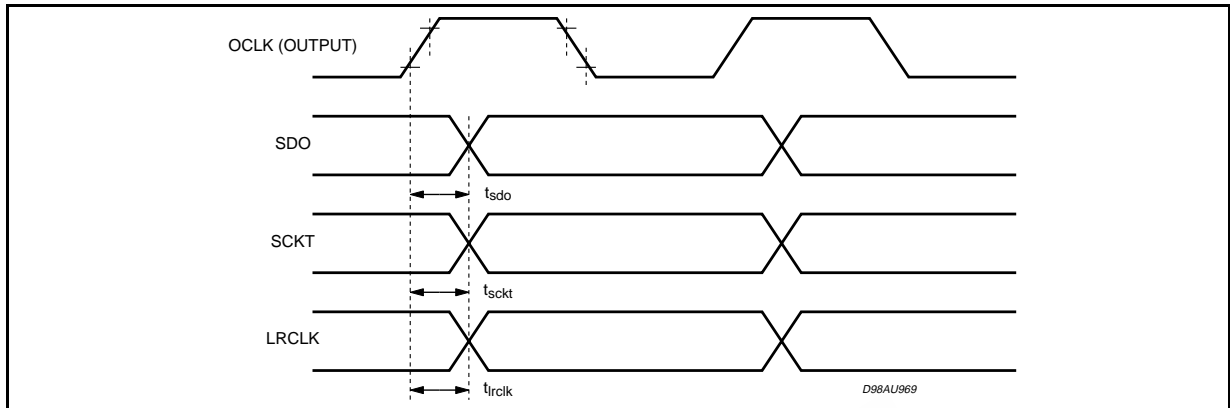 OCLK (OUTPUT)
SDO
tsdo
SCKT
tsckt
LRCLK
tlrclk
D98AU969